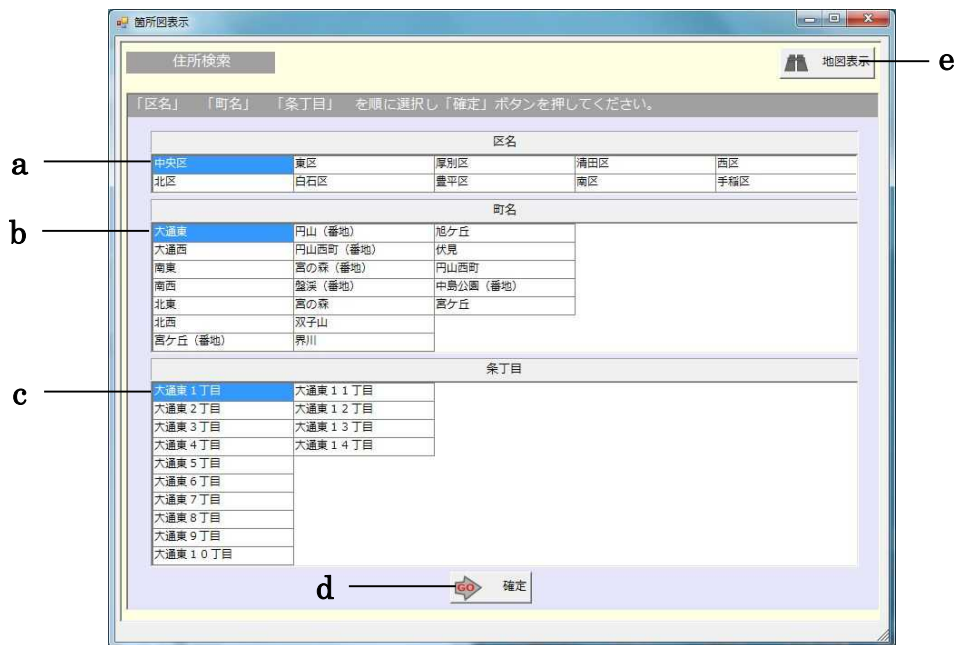 箇所図表示
住所検索
地図表示
e
「区名」 「町名」 「条丁目」 を順に選択し「確定」ボタンを押してください。
区名
a
中央区 東区 厚別区 清田区 西区
北区 白石区 豊平区 南区 手稲区
町名
b
大通東 円山（番地） 旭ケ丘
大通西 円山西町（番地） 伏見
南東 宮の森（番地） 円山西町
南西 盤渓（番地） 中島公園（番地）
北東 宮の森 宮ケ丘
北西 双子山
宮ケ丘（番地） 界川
条丁目
c
大通東１丁目 大通東１１丁目
大通東２丁目 大通東１２丁目
大通東３丁目 大通東１３丁目
大通東４丁目 大通東１４丁目
大通東５丁目
大通東６丁目
大通東７丁目
大通東８丁目
大通東９丁目
大通東１０丁目
d
GO 確定